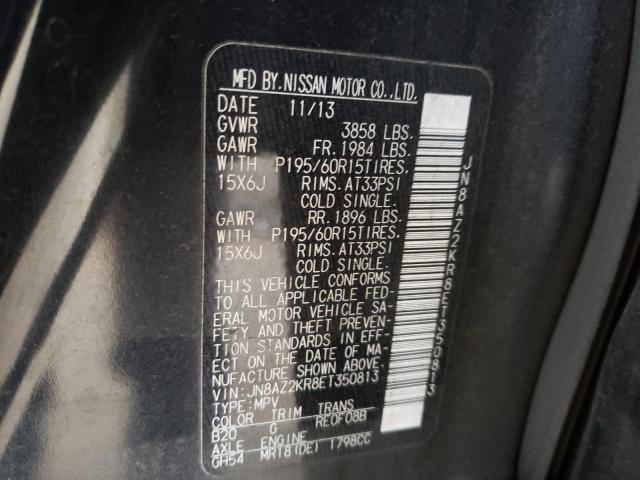 MFD BY.NISSAN MOTOR CO.,LTD.
DATE 11/13
GVWR 3858 LBS.
GAWR FR. 1984 LBS.
WITH P195/60R15TIRES.
15X6J RIMS. AT33PSI
COLD SINGLE.
GAWR RR. 1896 LBS.
WITH P195/60R15TIRES.
15X6J RIMS. AT33PSI
COLD SINGLE.
THIS VEHICLE CONFORMS
TO ALL APPLICABLE FED-
ERAL MOTOR VEHICLE SA-
FETY AND THEFT PREVEN-
TION STANDARDS IN EFF-
ECT ON THE DATE OF MA-
NUFACTURE SHOWN ABOVE.
VIN:JN8AZ2KR8ET350813
TYPE:MPV
COLOR TRIM TRANS
B20 G RE0F08B
AXLE ENGINE
GH54 MR18(DE) 1798CC
JN8AZ2KR8ET350813